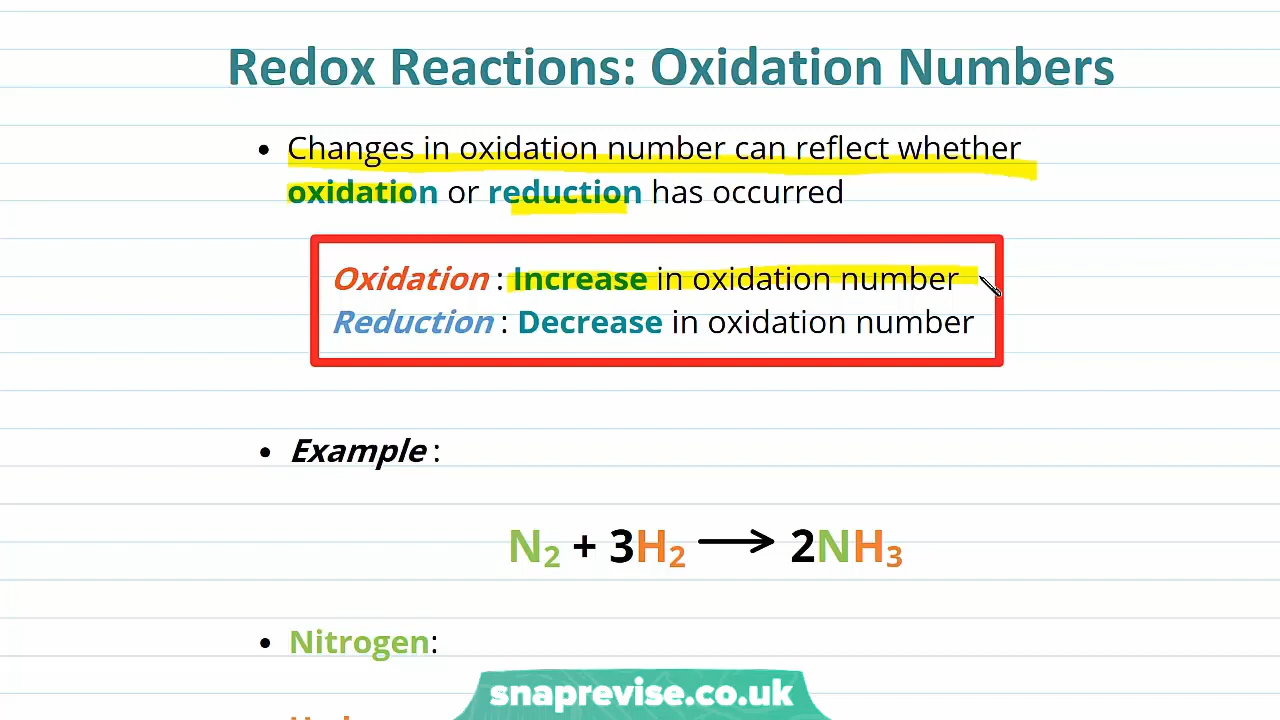 Redox Reactions: Oxidation Numbers
• Changes in oxidation number can reflect whether
oxidation or reduction has occurred
Oxidation : Increase in oxidation number
Reduction : Decrease in oxidation number
• Example :
N₂ + 3H₂ ⟶ 2NH₃
• Nitrogen:
snaprevise.co.uk